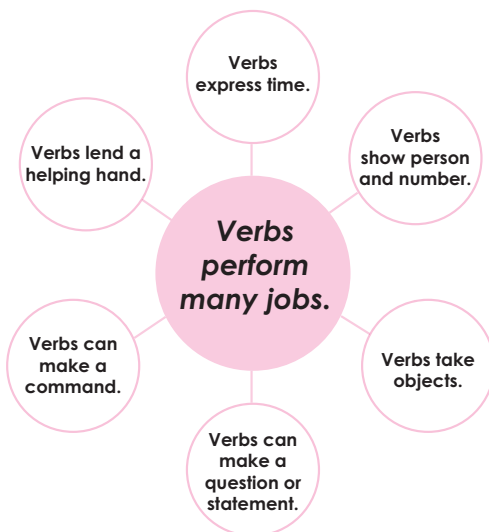 Verbs
express time.
Verbs
show person
and number.
Verbs lend a
helping hand.
Verbs
perform
many jobs.
Verbs can
make a
command.
Verbs take
objects.
Verbs can
make a
question or
statement.